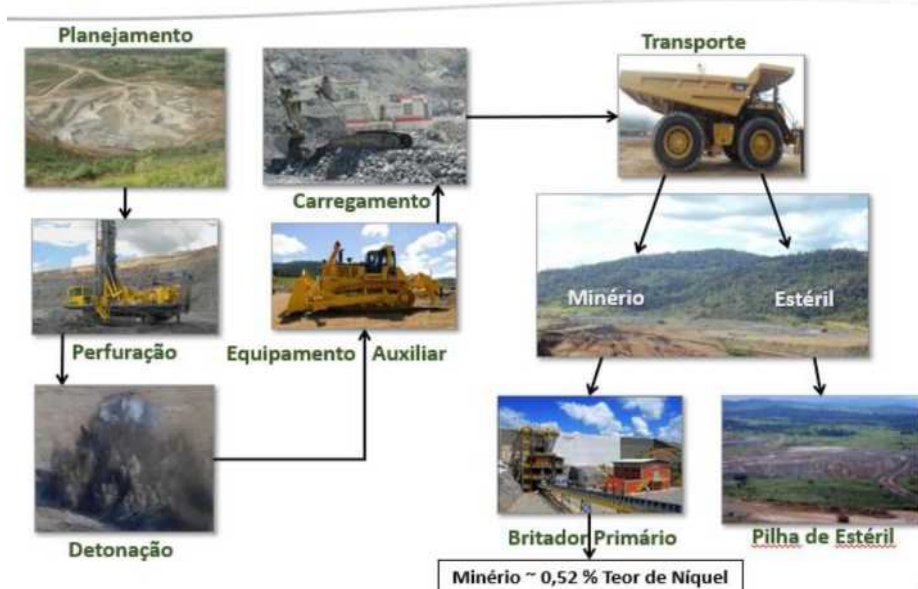 Planejamento
Perfuração
Detonação
Equipamento Auxiliar
Carregamento
Transporte
Minério
Estéril
Britador Primário
Pilha de Estéril
Minério ~ 0,52 % Teor de Níquel